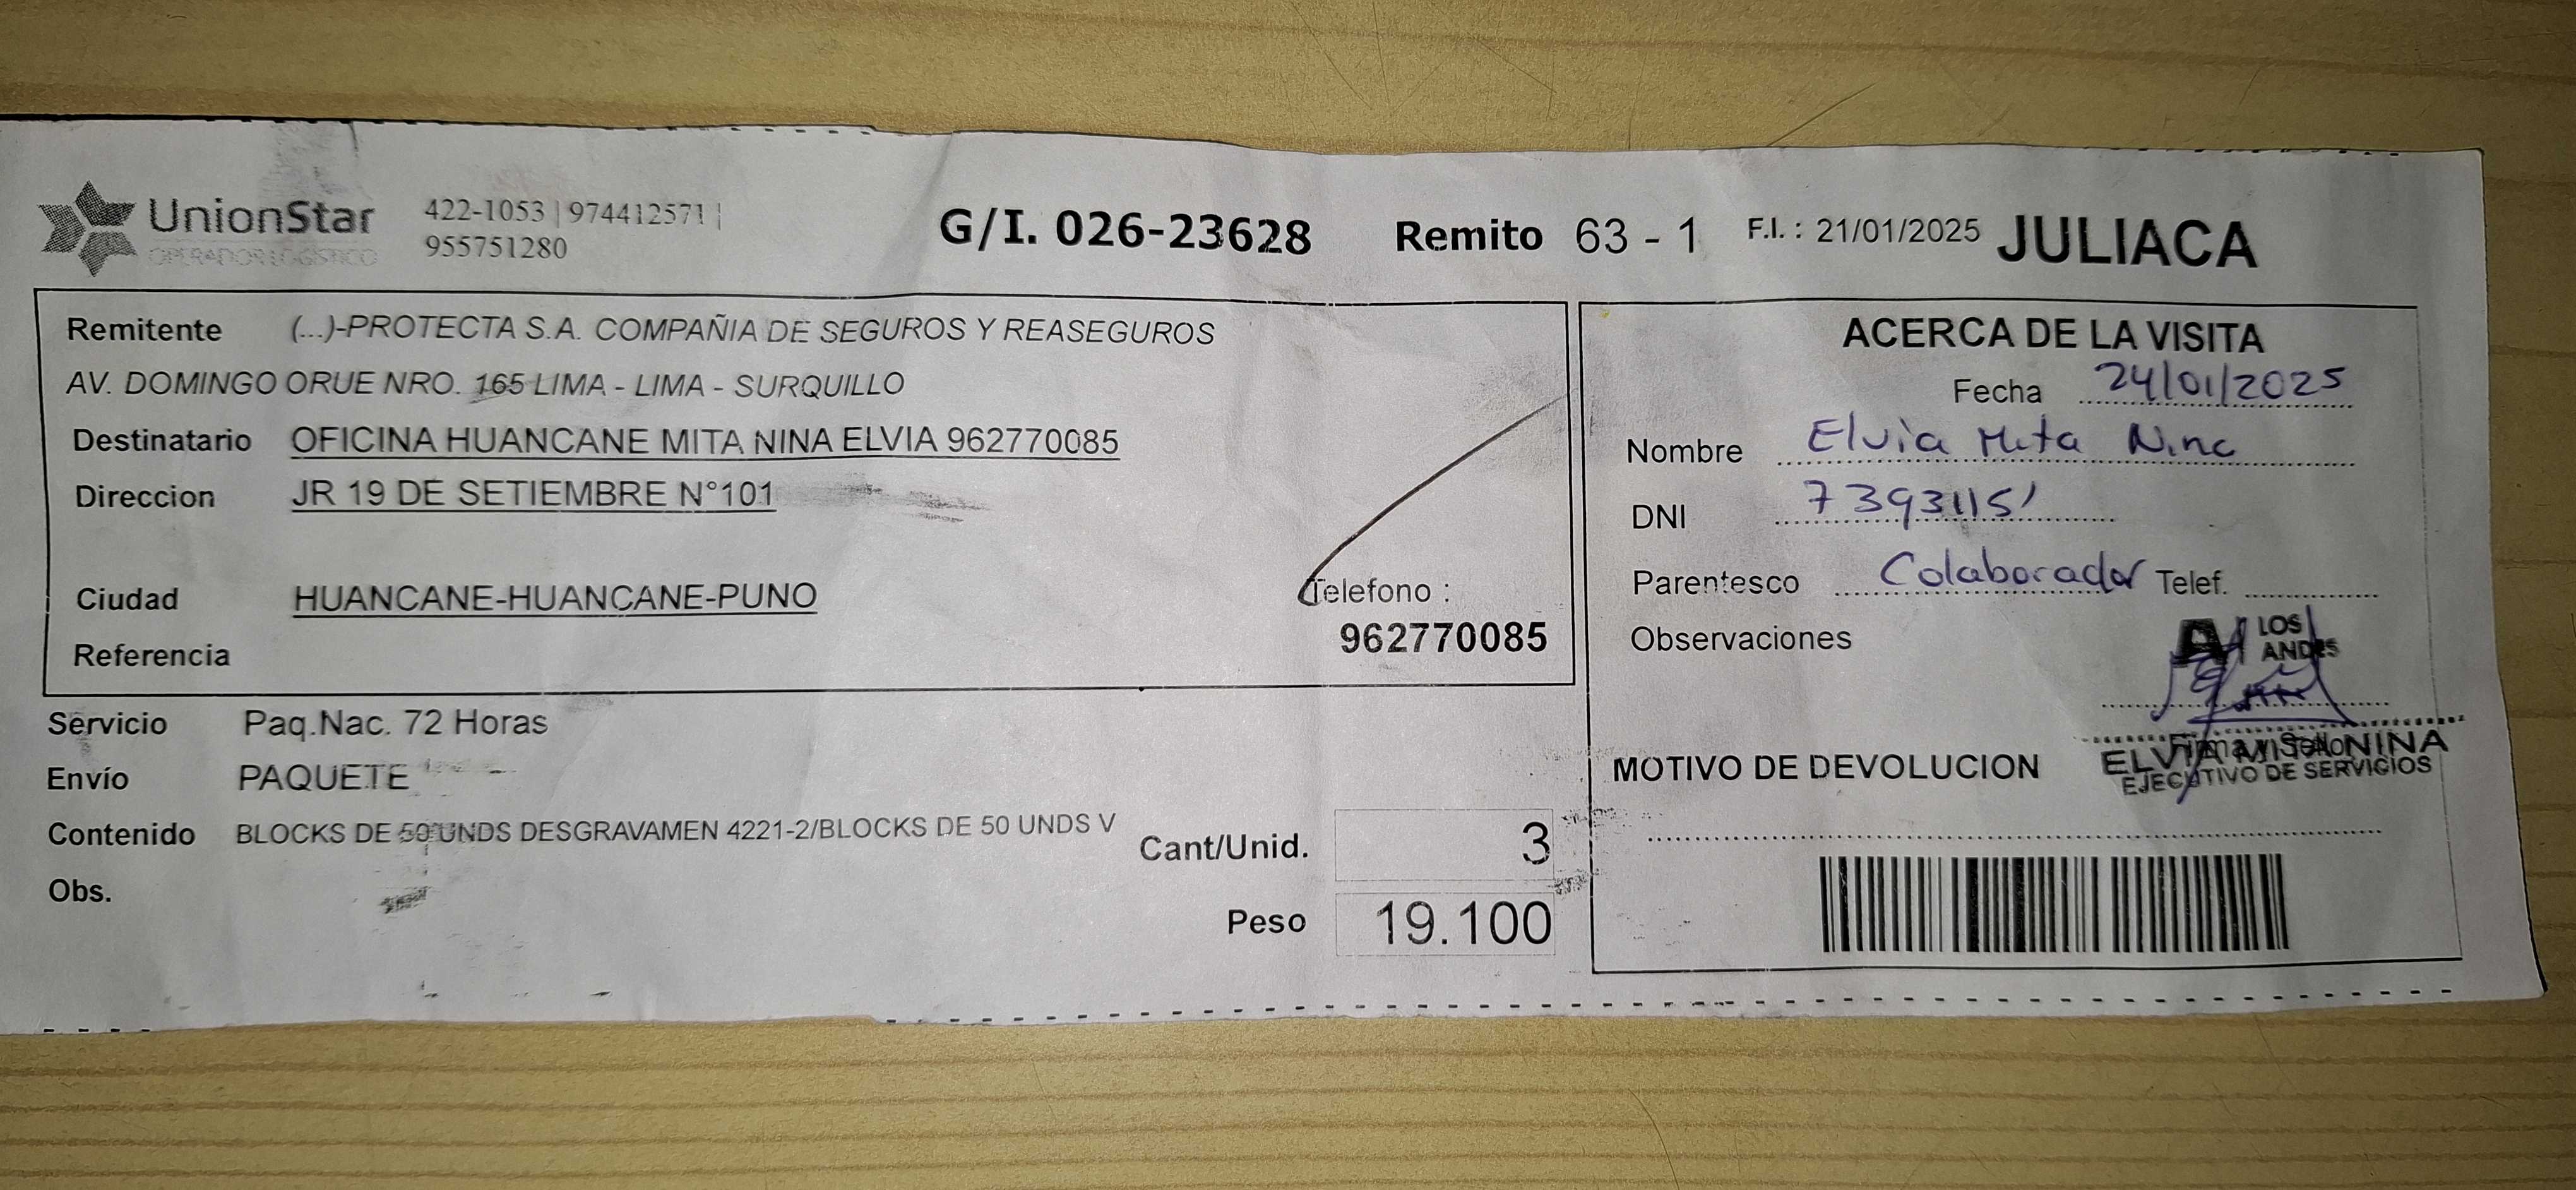 UnionStar
OPERADOR LOGISTICO
422-1053 | 974412571 |
955751280
G/I. 026-23628 Remito 63 - 1 F.I. : 21/01/2025 JULIACA
Remitente (...)-PROTECTA S.A. COMPAÑIA DE SEGUROS Y REASEGUROS
AV. DOMINGO ORUE NRO. 165 LIMA - LIMA - SURQUILLO
Destinatario OFICINA HUANCANE MITA NINA ELVIA 962770085
Direccion JR 19 DE SETIEMBRE N°101
Ciudad HUANCANE-HUANCANE-PUNO
Telefono :
962770085
Referencia
Servicio Paq.Nac. 72 Horas
Envío PAQUETE
Contenido BLOCKS DE 50 UNDS DESGRAVAMEN 4221-2/BLOCKS DE 50 UNDS V
Obs.
Cant/Unid. 3
Peso 19.100
ACERCA DE LA VISITA
Fecha 24/01/2025
Nombre Elvia Mita Nina
DNI 73931151
Parentesco Colaborador Telef.
Observaciones
LOS
ANDES
Firma y Sello
ELVIA MITA NINA
EJECUTIVO DE SERVICIOS
MOTIVO DE DEVOLUCION